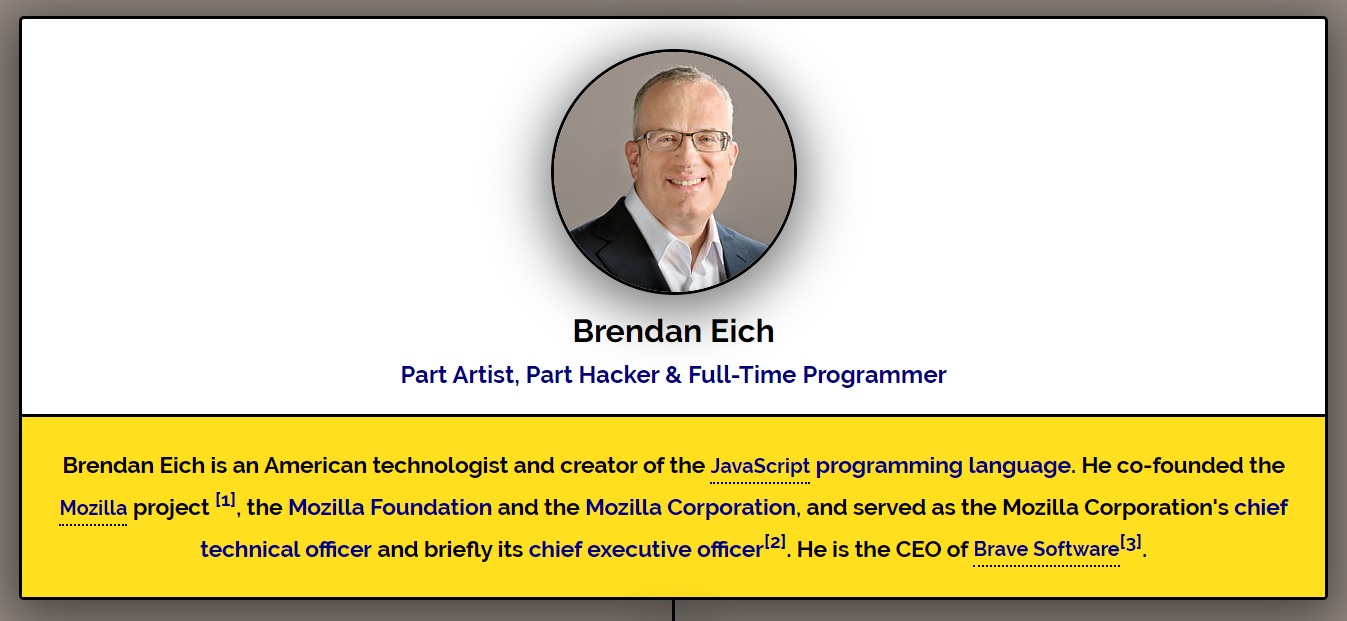 Brendan Eich
Part Artist, Part Hacker & Full-Time Programmer
Brendan Eich is an American technologist and creator of the JavaScript programming language. He co-founded the
Mozilla project [1], the Mozilla Foundation and the Mozilla Corporation, and served as the Mozilla Corporation's chief
technical officer and briefly its chief executive officer[2]. He is the CEO of Brave Software[3].